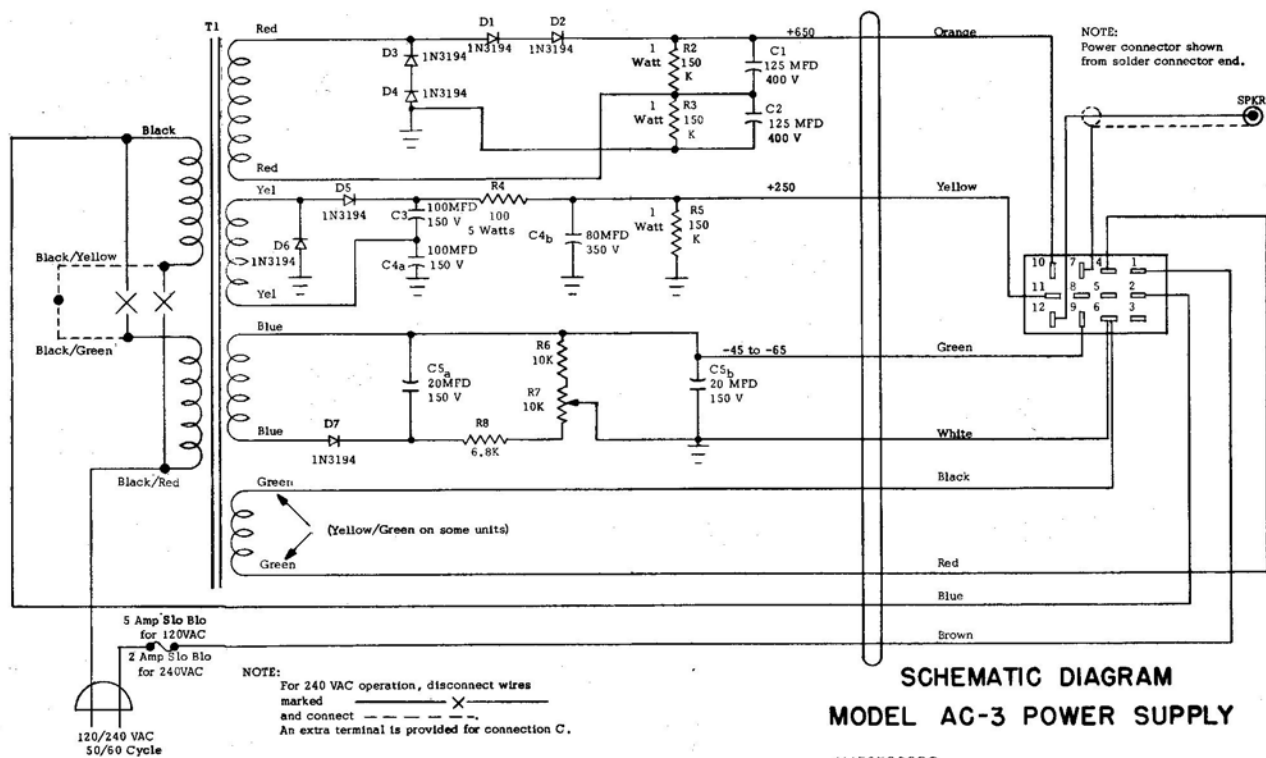 T1
Red
D1
D2
1N3194
1N3194
D3
1N3194
D4
1N3194
1
Watt
R2
150
K
1
Watt
R3
150
K
+650
C1
125 MFD
400 V
C2
125 MFD
400 V
Orange
NOTE:
Power connector shown
from solder connector end.
SPKR
Black
Red
Yel
D5
1N3194
D6
1N3194
C3
100MFD
150 V
R4
100
5 Watts
100MFD
C4a
150 V
C4b
80MFD
350 V
1
Watt
R5
150
K
+250
Yellow
Yel
Black/Yellow
Black/Green
Black/Red
10
7
4
1
11
8
5
2
12
9
6
3
Blue
C5a
20MFD
150 V
R6
10K
R7
10K
-45 to -65
C5b
20 MFD
150 V
Green
Blue
D7
1N3194
R8
6.8K
White
Green
(Yellow/Green on some units)
Green
Black
Red
Blue
Brown
5 Amp Slo Blo
for 120VAC
2 Amp Slo Blo
for 240VAC
120/240 VAC
50/60 Cycle
NOTE:
For 240 VAC operation, disconnect wires
marked
and connect
An extra terminal is provided for connection C.
SCHEMATIC DIAGRAM
MODEL AC-3 POWER SUPPLY